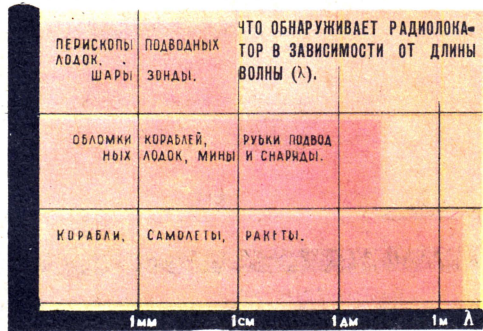 ЧТО ОБНАРУЖИВАЕТ РАДИОЛОКА-
ТОР В ЗАВИСИМОСТИ ОТ ДЛИНЫ
ВОЛНЫ (λ).
ПЕРИСКОПЫ ПОДВОДНЫХ
ЛОДОК.
ШАРЫ ЗОНДЫ.
ОБЛОМКИ КОРАБЛЕЙ, РУБКИ ПОДВОД
НЫХ ЛОДОК, МИНЫ И СНАРЯДЫ.
КОРАБЛИ, САМОЛЕТЫ, РАКЕТЫ.
1мм 1см 1дм 1м λ